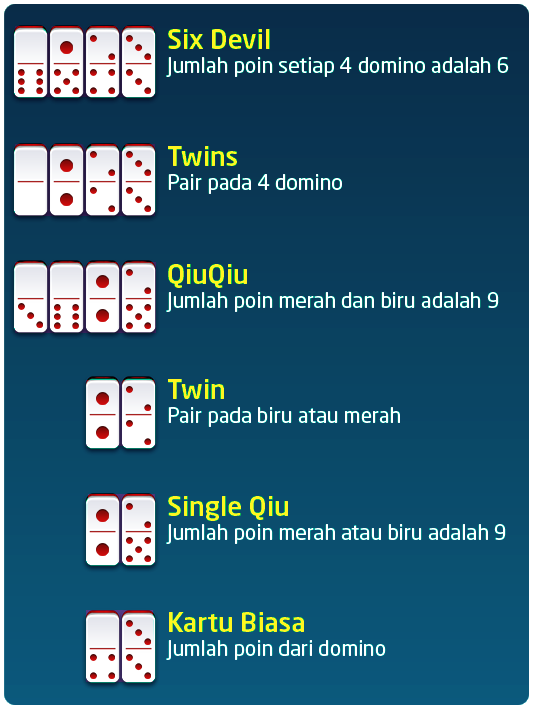 Six Devil
Jumlah poin setiap 4 domino adalah 6
Twins
Pair pada 4 domino
QiuQiu
Jumlah poin merah dan biru adalah 9
Twin
Pair pada biru atau merah
Single Qiu
Jumlah poin merah atau biru adalah 9
Kartu Biasa
Jumlah poin dari domino